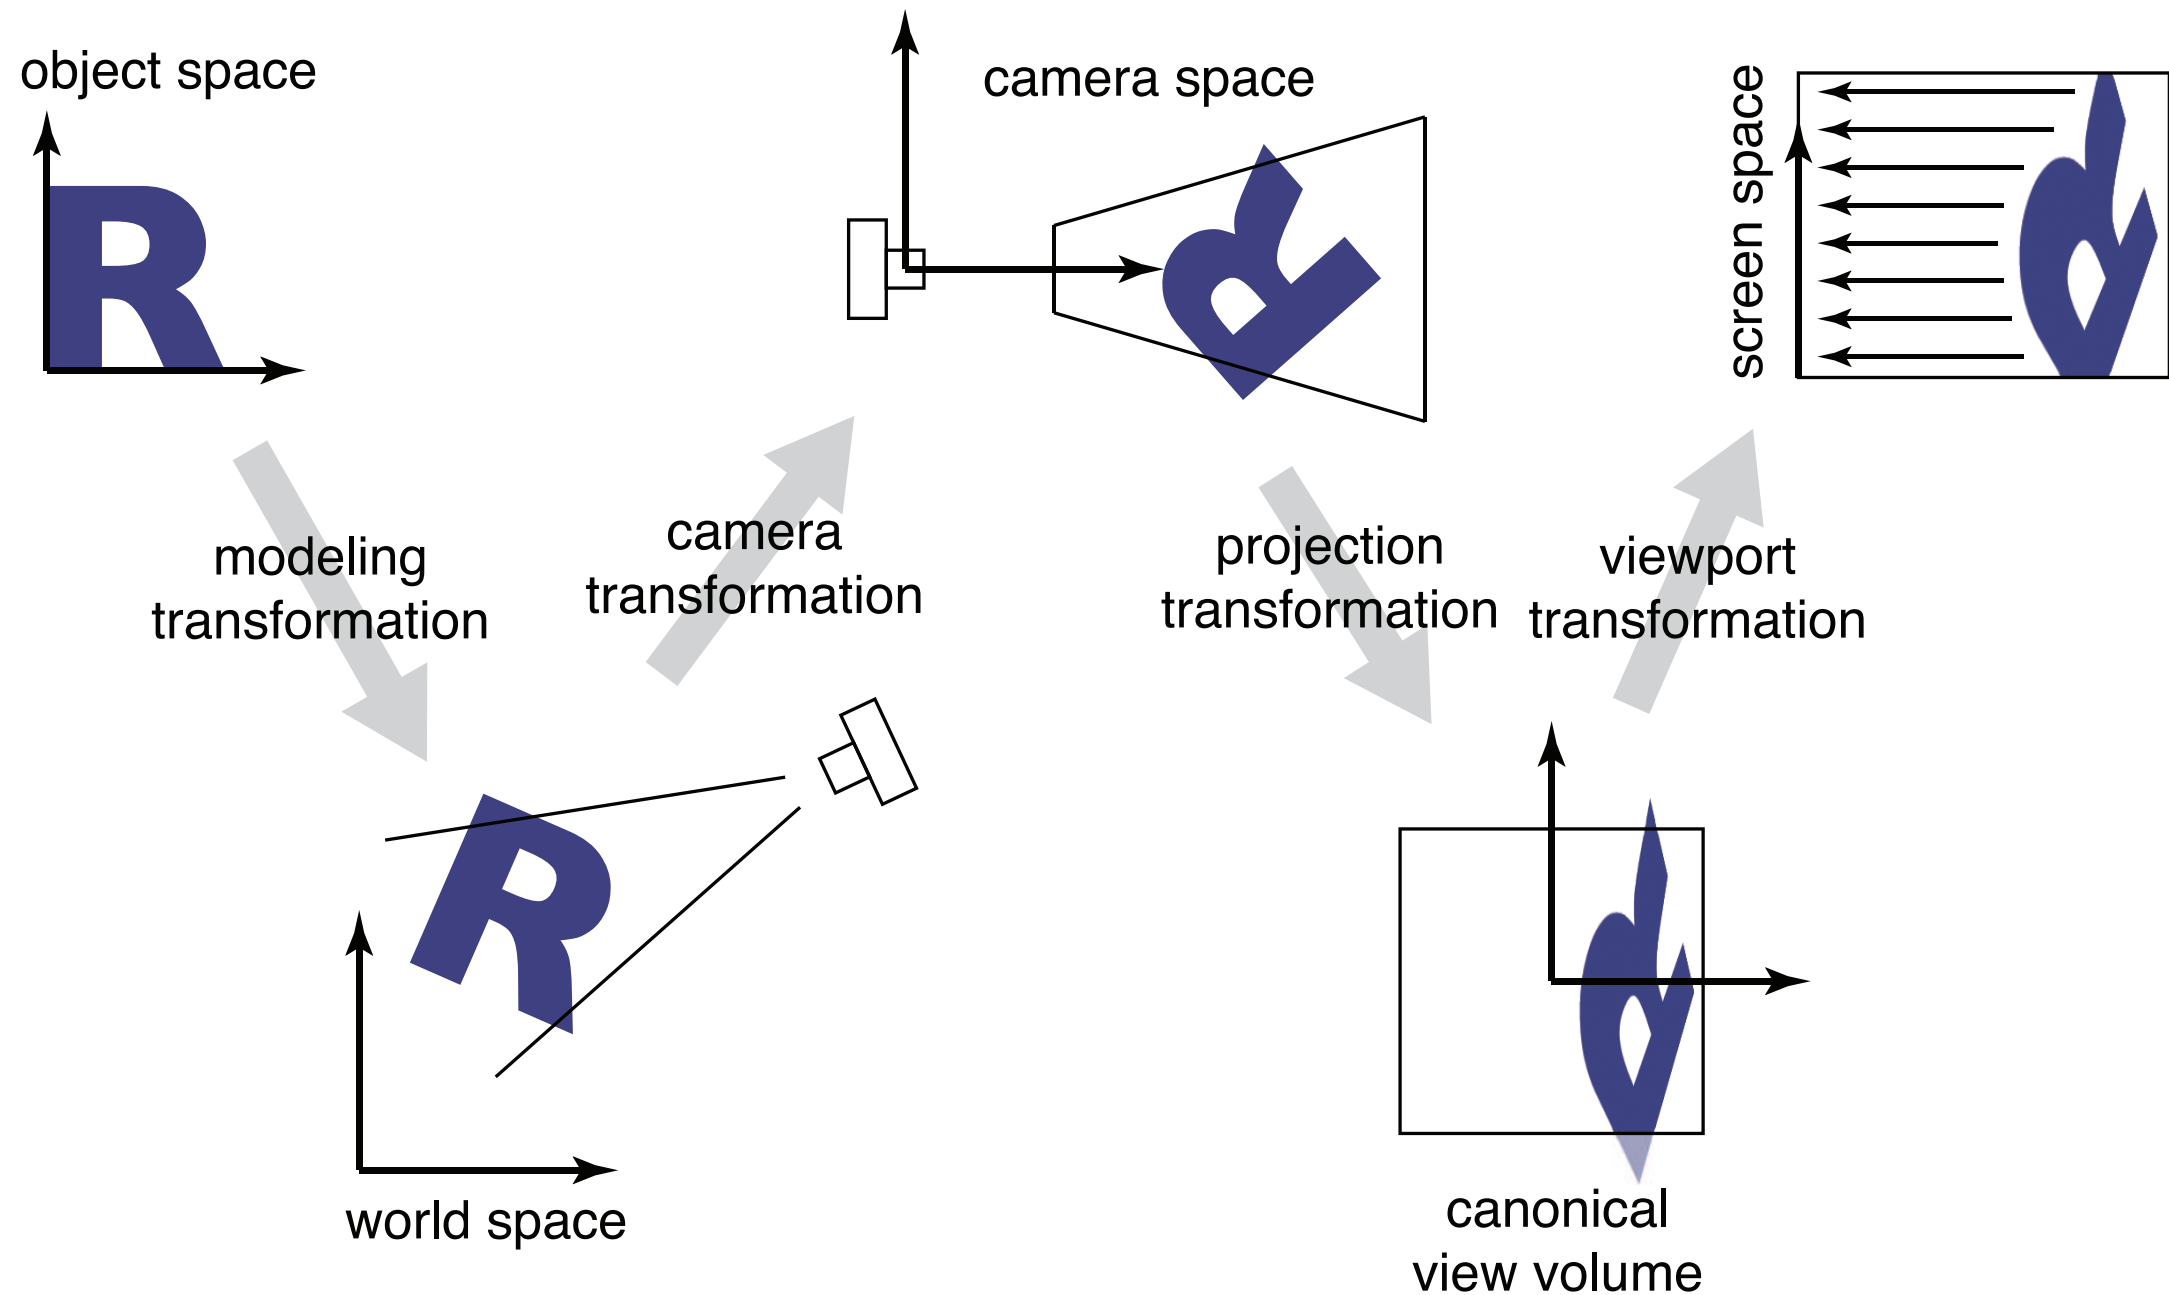 object space
camera space
screen space
modeling
transformation
camera
transformation
projection
transformation
viewport
transformation
world space
canonical
view volume